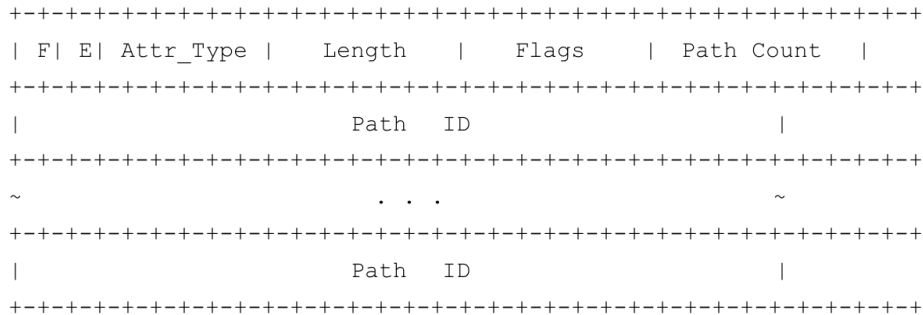 +-+-+-+-+-+-+-+-+-+-+-+-+-+-+-+-+-+-+-+-+-+-+-+-+-+-+-+-+-+-+-+-+
| F| E| Attr_Type |   Length   |   Flags    | Path Count   |
+-+-+-+-+-+-+-+-+-+-+-+-+-+-+-+-+-+-+-+-+-+-+-+-+-+-+-+-+-+-+-+-+
|                        Path   ID                      |
+-+-+-+-+-+-+-+-+-+-+-+-+-+-+-+-+-+-+-+-+-+-+-+-+-+-+-+-+-+-+-+-+
~                          . . .                        ~
+-+-+-+-+-+-+-+-+-+-+-+-+-+-+-+-+-+-+-+-+-+-+-+-+-+-+-+-+-+-+-+-+
|                        Path   ID                      |
+-+-+-+-+-+-+-+-+-+-+-+-+-+-+-+-+-+-+-+-+-+-+-+-+-+-+-+-+-+-+-+-+